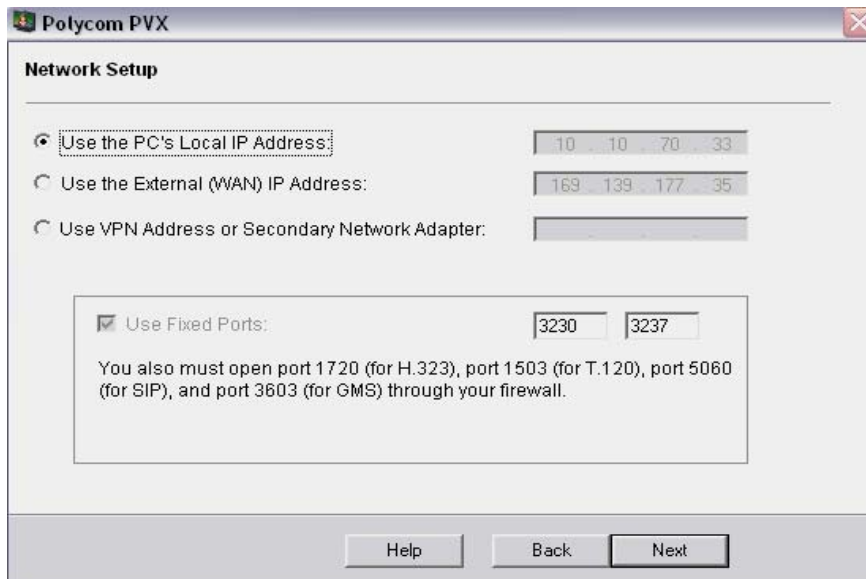 Polycom PVX
Network Setup
Use the PC's Local IP Address: 10 . 10 . 70 . 33
Use the External (WAN) IP Address: 169 . 139 . 177 . 35
Use VPN Address or Secondary Network Adapter: . . .
Use Fixed Ports: 3230 3237
You also must open port 1720 (for H.323), port 1503 (for T.120), port 5060
(for SIP), and port 3603 (for GMS) through your firewall.
Help Back Next